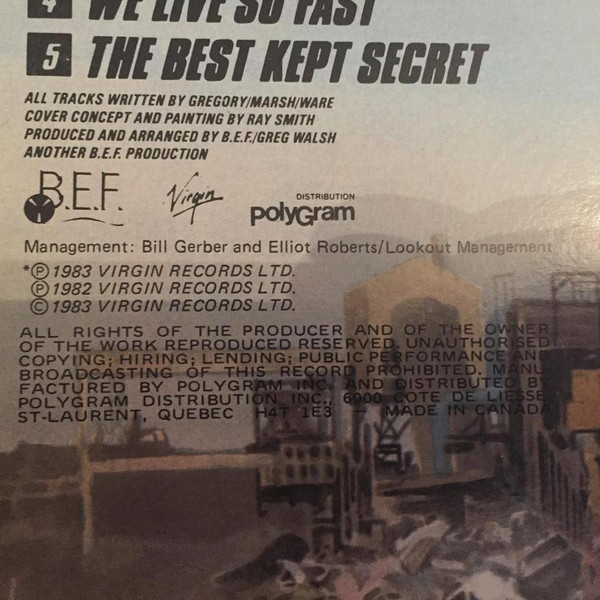 4 WE LIVE SO FAST
5 THE BEST KEPT SECRET
ALL TRACKS WRITTEN BY GREGORY/MARSH/WARE
COVER CONCEPT AND PAINTING BY RAY SMITH
PRODUCED AND ARRANGED BY B.E.F./GREG WALSH
ANOTHER B.E.F. PRODUCTION
B.E.F. Virgin DISTRIBUTION polyGram
Management: Bill Gerber and Elliot Roberts/Lookout Management
*Ⓟ1983 VIRGIN RECORDS LTD.
Ⓟ1982 VIRGIN RECORDS LTD.
©1983 VIRGIN RECORDS LTD.
ALL RIGHTS OF THE PRODUCER AND OF THE OWNER
OF THE WORK REPRODUCED RESERVED. UNAUTHORISED
COPYING; HIRING; LENDING; PUBLIC PERFORMANCE AND
BROADCASTING OF THIS RECORD PROHIBITED. MANU-
FACTURED BY POLYGRAM INC. AND DISTRIBUTED BY
POLYGRAM DISTRIBUTION INC., 6000 COTE DE LIESSE,
ST-LAURENT, QUEBEC H4T 1E3 — MADE IN CANADA